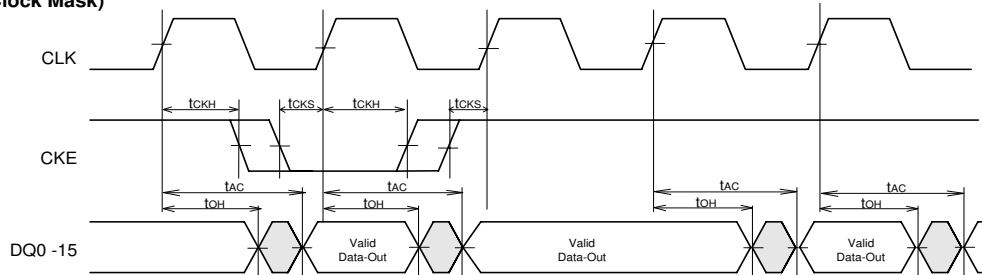 lock Mask)
CLK
tCKH tCKS tCKH tCKS
CKE
tAC tAC tAC tAC
tOH tOH tOH tOH
DQ0 -15
Valid
Data-Out
Valid
Data-Out
Valid
Data-Out